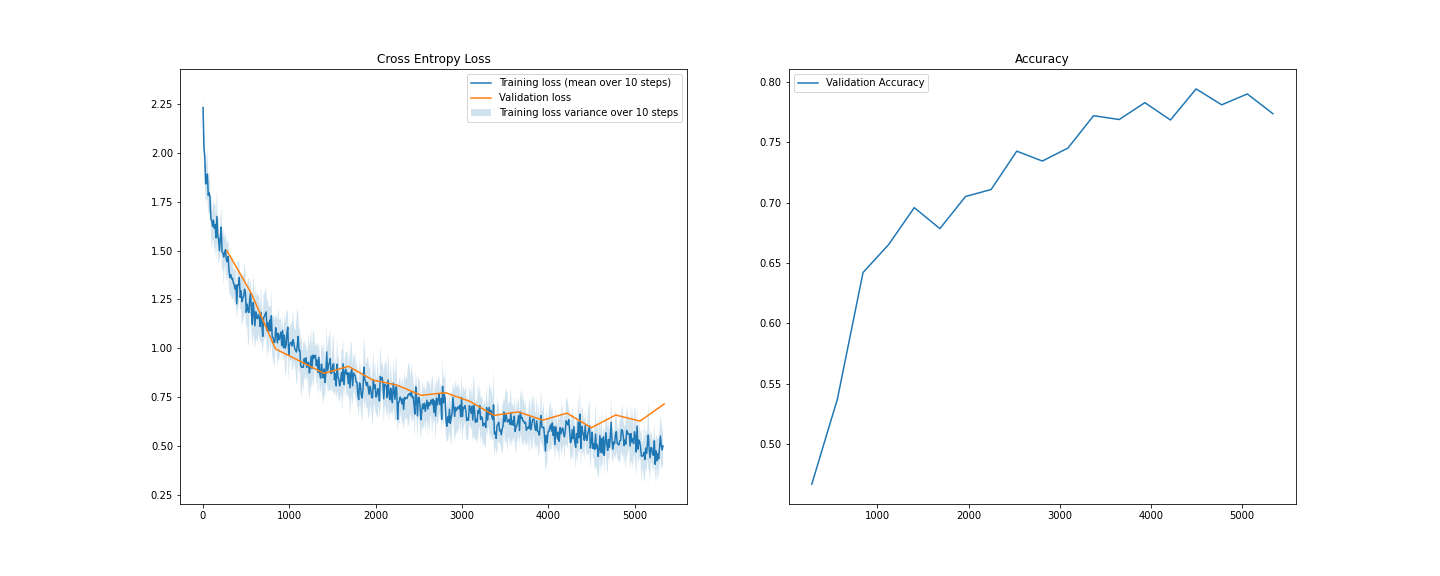 Cross Entropy Loss
Training loss (mean over 10 steps)
Validation loss
Training loss variance over 10 steps
2.25
2.00
1.75
1.50
1.25
1.00
0.75
0.50
0.25
0 1000 2000 3000 4000 5000
Accuracy
Validation Accuracy
0.80
0.75
0.70
0.65
0.60
0.55
0.50
1000 2000 3000 4000 5000